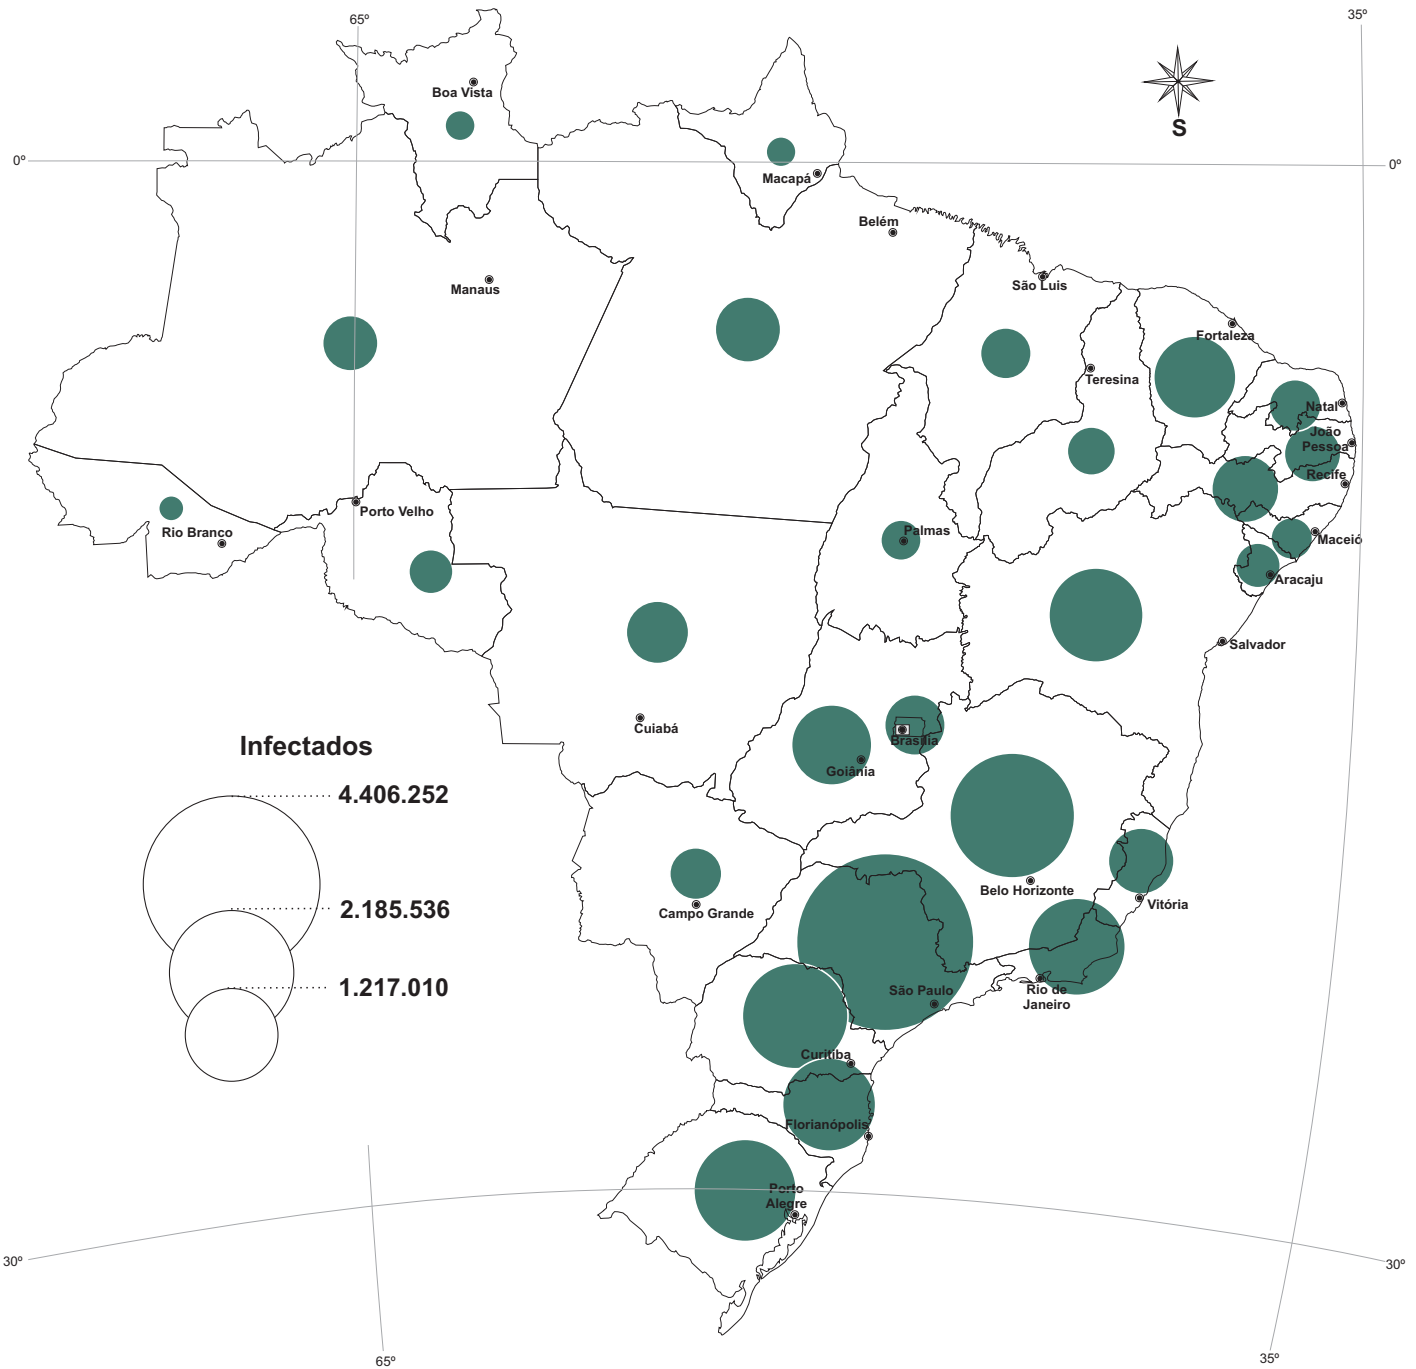 65º
35º
Boa Vista
S
0º
0º
Macapá
Belém
Manaus
São Luis
Fortaleza
Teresina
Natal
João
Pessoa
Recife
Porto Velho
Rio Branco
Palmas
Maceió
Aracaju
Salvador
Cuiabá
Brasília
Goiânia
Infectados
4.406.252
2.185.536
1.217.010
Belo Horizonte
Campo Grande
Vitória
São Paulo
Rio de
Janeiro
Curitiba
Florianópolis
Porto
Alegre
30º
30º
65º
35º